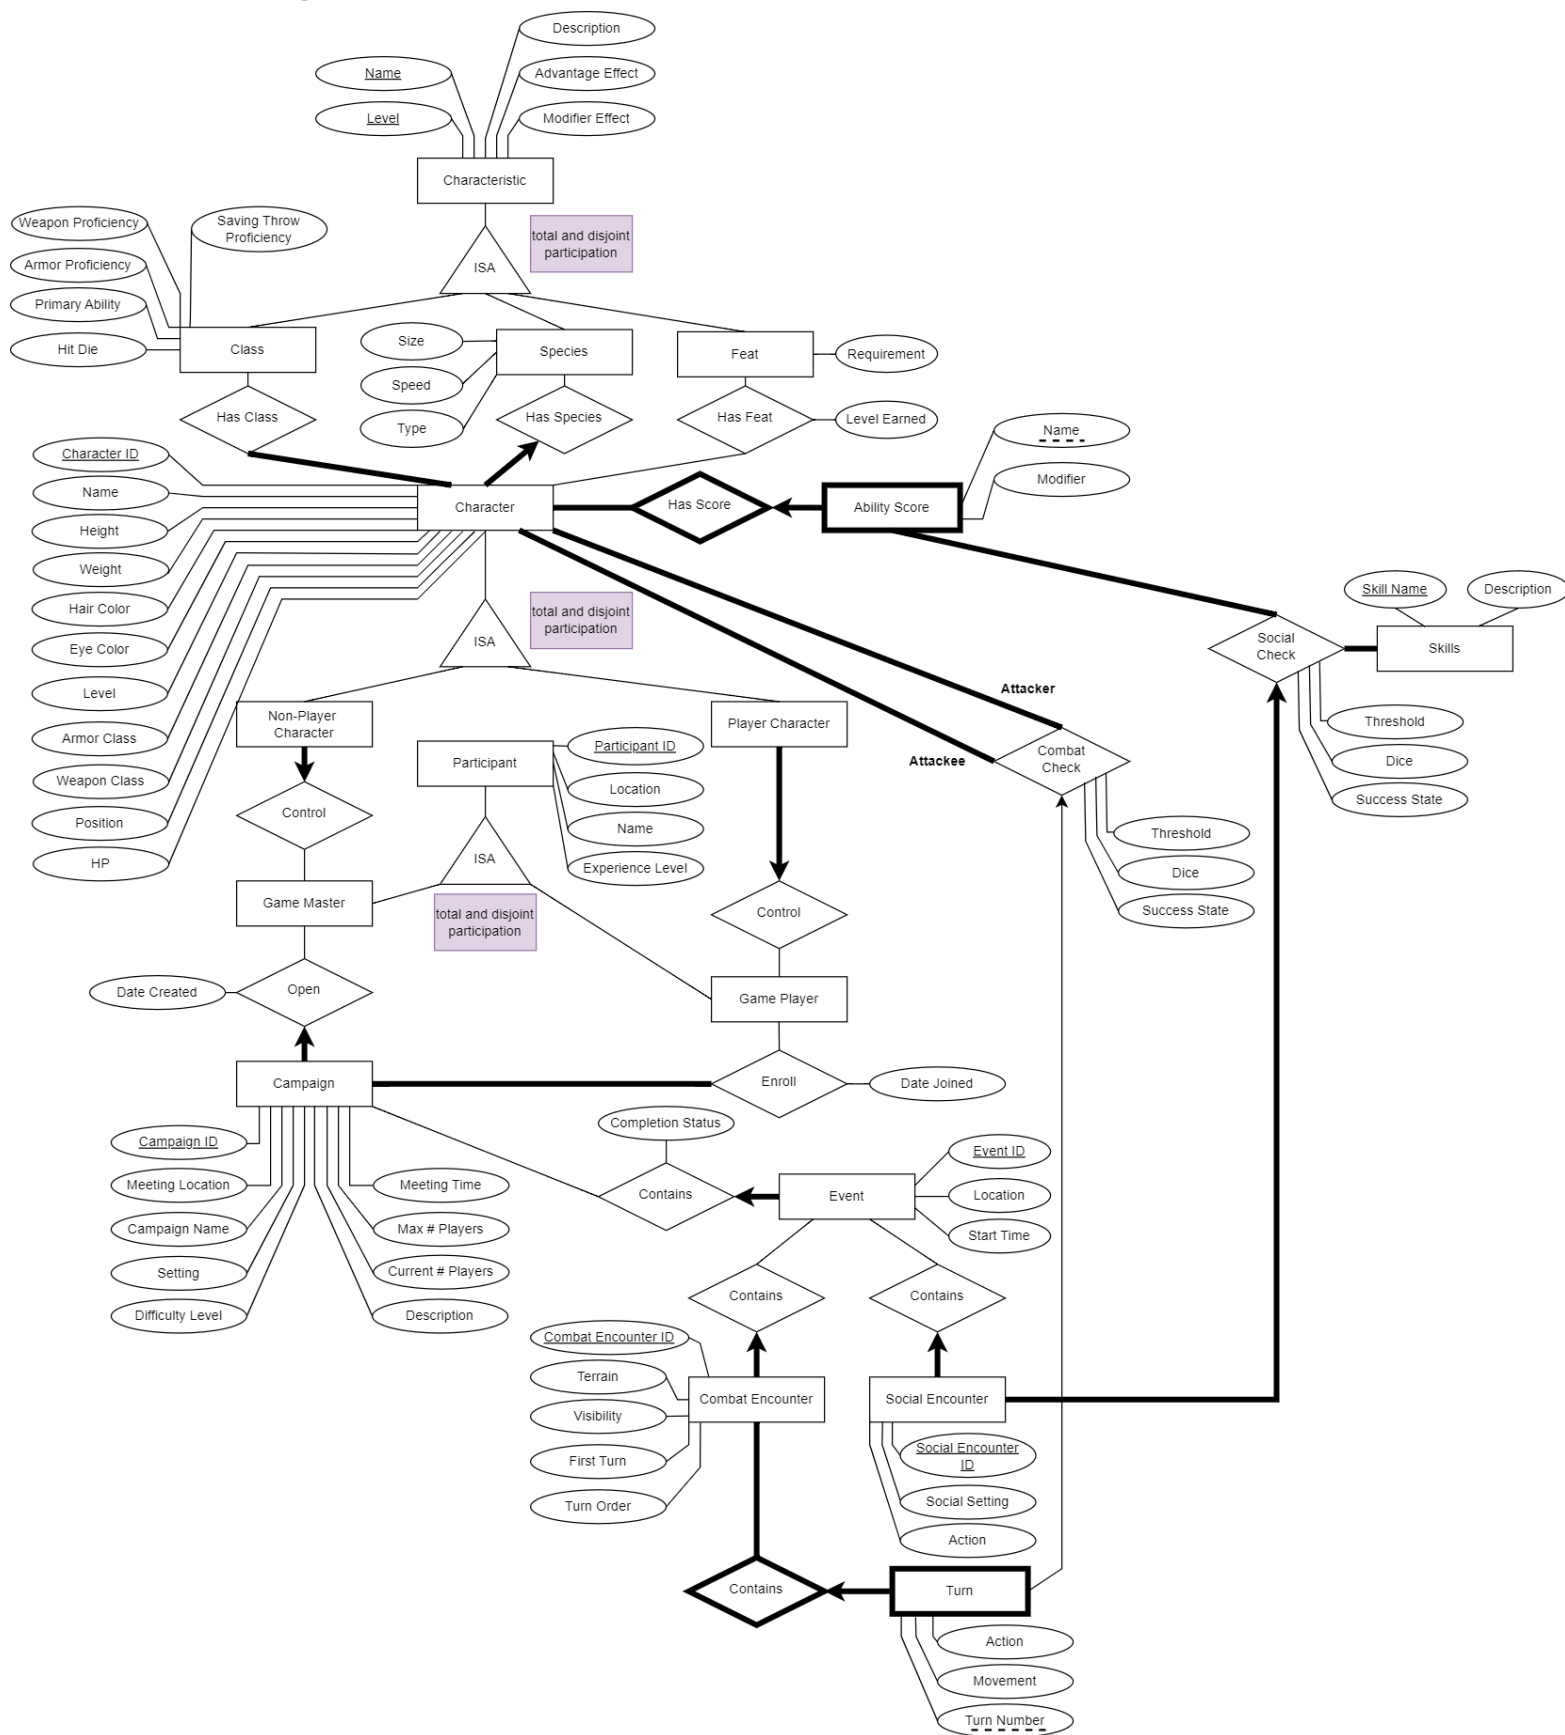 Description
Name
Advantage Effect
Level
Modifier Effect
Characteristic
Weapon Proficiency
Saving Throw
Proficiency
total and disjoint
participation
Armor Proficiency
ISA
Primary Ability
Hit Die
Class
Size
Species
Feat
Requirement
Speed
Has Class
Has Species
Has Feat
Level Earned
Type
Name
Character ID
Modifier
Name
Character
Has Score
Ability Score
Height
Weight
Skill Name
Description
Hair Color
total and disjoint
participation
ISA
Social
Check
Skills
Eye Color
Level
Attacker
Non-Player
Character
Player Character
Threshold
Armor Class
Participant ID
Participant
Combat
Check
Attackee
Dice
Weapon Class
Location
Success State
Position
Control
Name
Threshold
HP
ISA
Experience Level
Dice
Game Master
total and disjoint
participation
Control
Success State
Date Created
Open
Game Player
Campaign
Enroll
Date Joined
Completion Status
Campaign ID
Event ID
Meeting Location
Meeting Time
Contains
Event
Location
Campaign Name
Max # Players
Start Time
Setting
Current # Players
Contains
Contains
Difficulty Level
Description
Combat Encounter ID
Terrain
Combat Encounter
Social Encounter
Visibility
First Turn
Social Encounter
ID
Turn Order
Social Setting
Action
Contains
Turn
Action
Movement
Turn Number